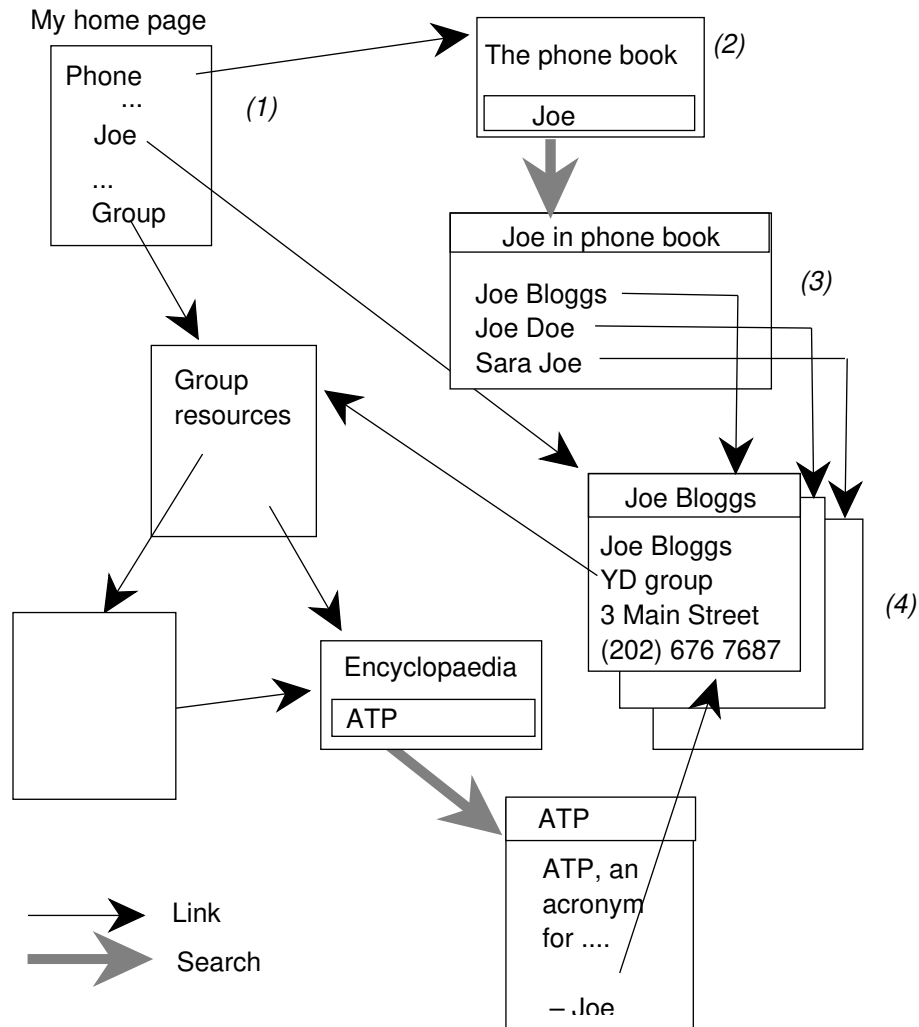 My home page
Phone
...
Joe
...
Group
(1)
The phone book
Joe
(2)
Joe in phone book
Joe Bloggs
Joe Doe
Sara Joe
(3)
Group
resources
Joe Bloggs
Joe Bloggs
YD group
3 Main Street
(202) 676 7687
(4)
Encyclopaedia
ATP
ATP
ATP, an
acronym
for ....
– Joe
Link
Search